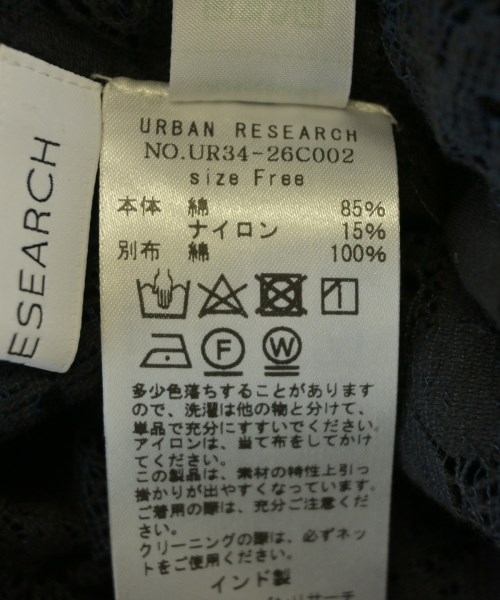 ESEARCH
URBAN RESEARCH
NO.UR34-26C002
size Free
本体 綿 85%
ナイロン 15%
別布 綿 100%
F W
多少色落ちすることがあります
ので、洗濯は他の物と分けて、
単品で充分にすすいでください。
アイロンは、当て布をしてかけ
てください。
この製品は、素材の特性上引っ
掛かりが出やすくなっています。
ご着用の際は、充分ご注意くだ
さい。
クリーニングの際は、必ずネッ
トをご使用ください。
インド製